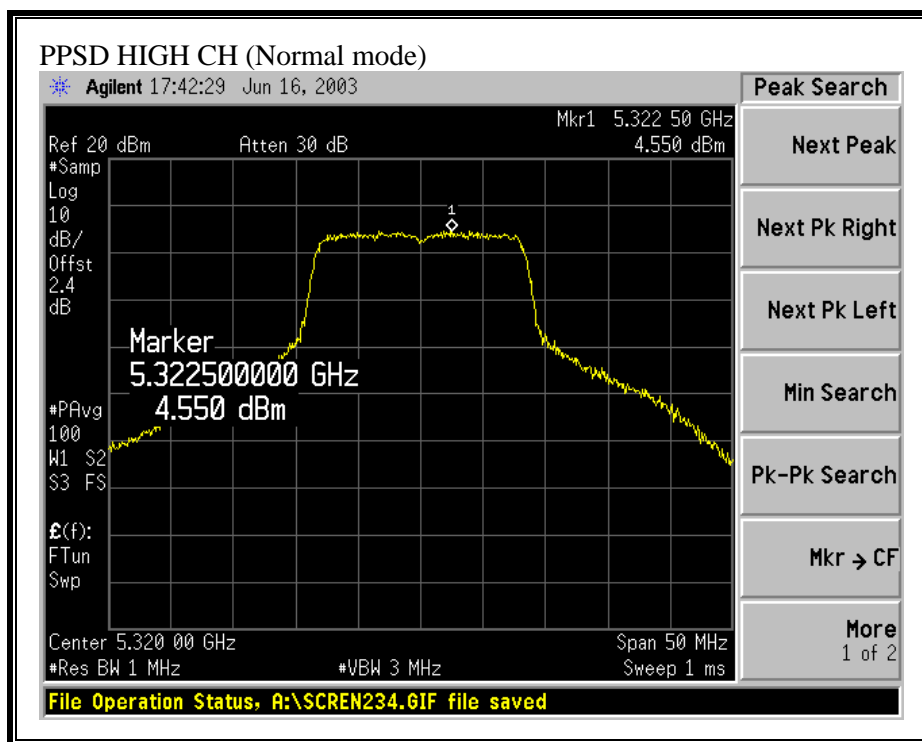 PPSD HIGH CH (Normal mode)
Agilent 17:42:29 Jun 16, 2003
Peak Search
Mkr1 5.322 50 GHz
Ref 20 dBm Atten 30 dB 4.550 dBm
#Samp
Log
10
dB/
Offst
2.4
dB
1
Marker
5.322500000 GHz
4.550 dBm
#PAvg
100
W1 S2
S3 FS
£(f):
FTun
Swp
Center 5.320 00 GHz Span 50 MHz
#Res BW 1 MHz #VBW 3 MHz Sweep 1 ms
File Operation Status, A:\SCREN234.GIF file saved
Next Peak
Next Pk Right
Next Pk Left
Min Search
Pk-Pk Search
Mkr → CF
More
1 of 2